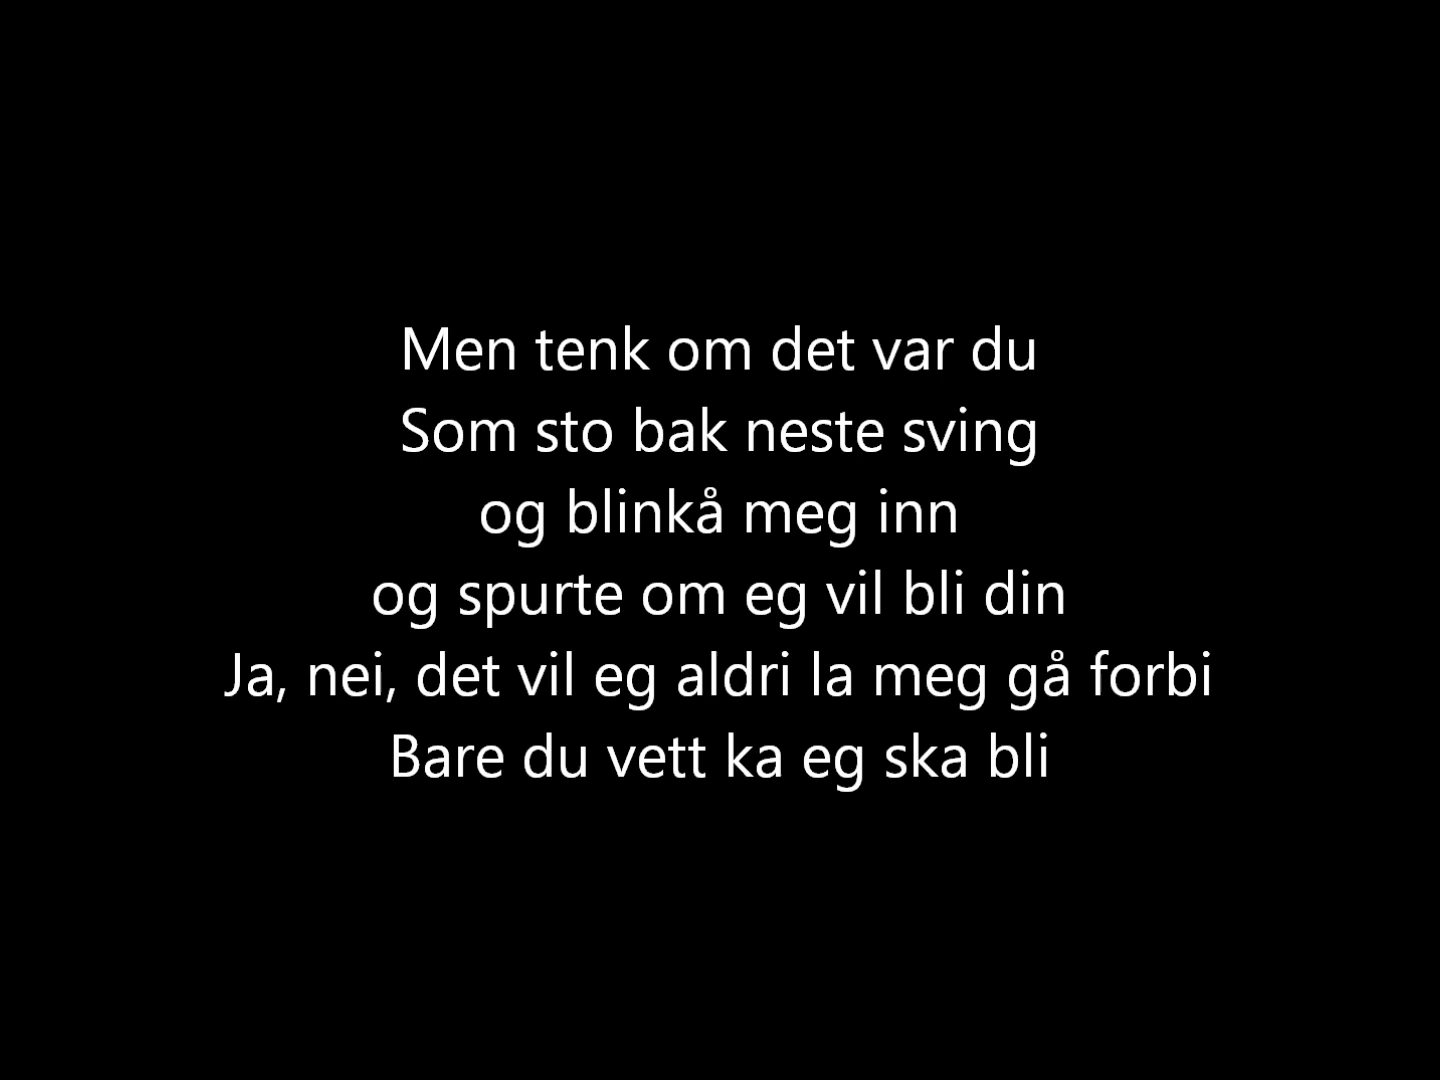 Men tenk om det var du
Som sto bak neste sving
og blinkå meg inn
og spurte om eg vil bli din
Ja, nei, det vil eg aldri la meg gå forbi
Bare du vett ka eg ska bli